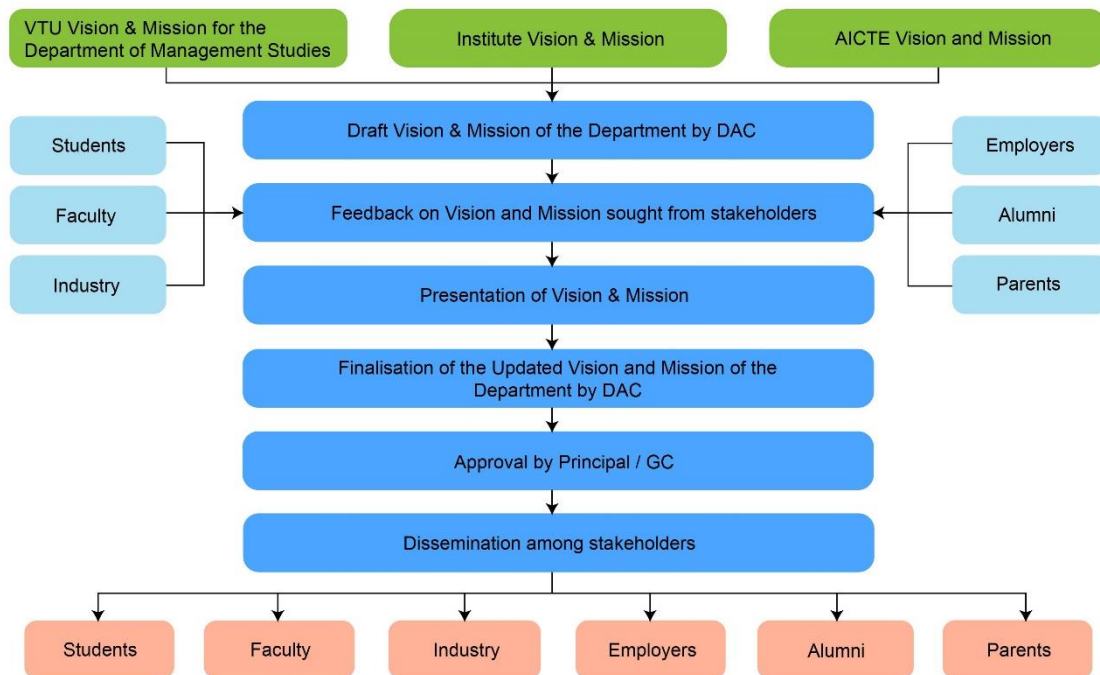 VTU Vision & Mission for the
Department of Management Studies
Institute Vision & Mission
AICTE Vision and Mission
Draft Vision & Mission of the Department by DAC
Students
Employers
Feedback on Vision and Mission sought from stakeholders
Faculty
Alumni
Industry
Presentation of Vision & Mission
Parents
Finalisation of the Updated Vision and Mission of the
Department by DAC
Approval by Principal / GC
Dissemination among stakeholders
Students
Faculty
Industry
Employers
Alumni
Parents